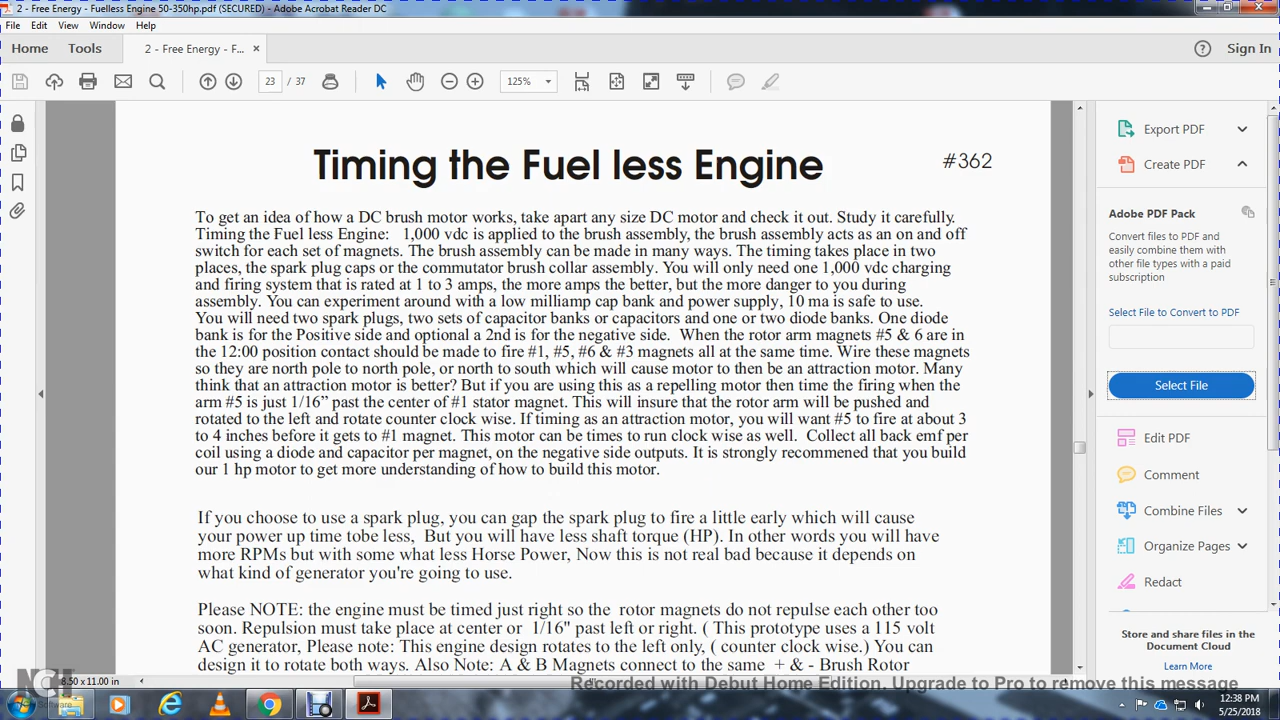 2 - Free Energy - Fueless Engine 50-350hp.pdf (SECURED) - Adobe Acrobat Reader DC
File Edit View Window Help
Home Tools 2 - Free Energy - F... × ? Sign In
23 / 37 125%
Timing the Fuel less Engine #362
To get an idea of how a DC brush motor works, take apart any size DC motor and check it out. Study it carefully.
Timing the Fuel less Engine: 1,000 vdc is applied to the brush assembly, the brush assembly acts as an on and off
switch for each set of magnets. The brush assembly can be made in many ways. The timing takes place in two
places, the spark plug caps or the commutator brush collar assembly. You will only need one 1,000 vdc charging
and firing system that is rated at 1 to 3 amps, the more amps the better, but the more danger to you during
assembly. You can experiment around with a low milliamp cap bank and power supply, 10 ma is safe to use.
You will need two spark plugs, two sets of capacitor banks or capacitors and one or two diode banks. One diode
bank is for the Positive side and optional a 2nd is for the negative side. When the rotor arm magnets #5 & 6 are in
the 12:00 position contact should be made to fire #1, #5, #6 & #3 magnets all at the same time. Wire these magnets
so they are north pole to north pole, or north to south which will cause motor to then be an attraction motor. Many
think that an attraction motor is better? But if you are using this as a repelling motor then time the firing when the
arm #5 is just 1/16” past the center of #1 stator magnet. This will insure that the rotor arm will be pushed and
rotated to the left and rotate counter clock wise. If timing as an attraction motor, you will want #5 to fire at about 3
to 4 inches before it gets to #1 magnet. This motor can be times to run clock wise as well. Collect all back emf per
coil using a diode and capacitor per magnet, on the negative side outputs. It is strongly recommened that you build
our 1 hp motor to get more understanding of how to build this motor.
If you choose to use a spark plug, you can gap the spark plug to fire a little early which will cause
your power up time tobe less, But you will have less shaft torque (HP). In other words you will have
more RPMs but with some what less Horse Power, Now this is not real bad because it depends on
what kind of generator you're going to use.
Please NOTE: the engine must be timed just right so the rotor magnets do not repulse each other too
soon. Repulsion must take place at center or 1/16" past left or right. ( This prototype uses a 115 volt
AC generator, Please note: This engine design rotates to the left only, ( counter clock wise.) You can
design it to rotate both ways. Also Note: A & B Magnets connect to the same + & - Brush Rotor
8.50 x 11.00 in
Export PDF
Create PDF
Adobe PDF Pack
Convert files to PDF and
easily combine them with
other file types with a paid
subscription
Select File to Convert to PDF
Select File
Edit PDF
Comment
Combine Files
Organize Pages
Redact
Store and share files in the
Document Cloud
Learn More
Recorded with Debut Home Edition. Upgrade to Pro to remove this message
NCH
Software
12:38 PM
5/25/2018